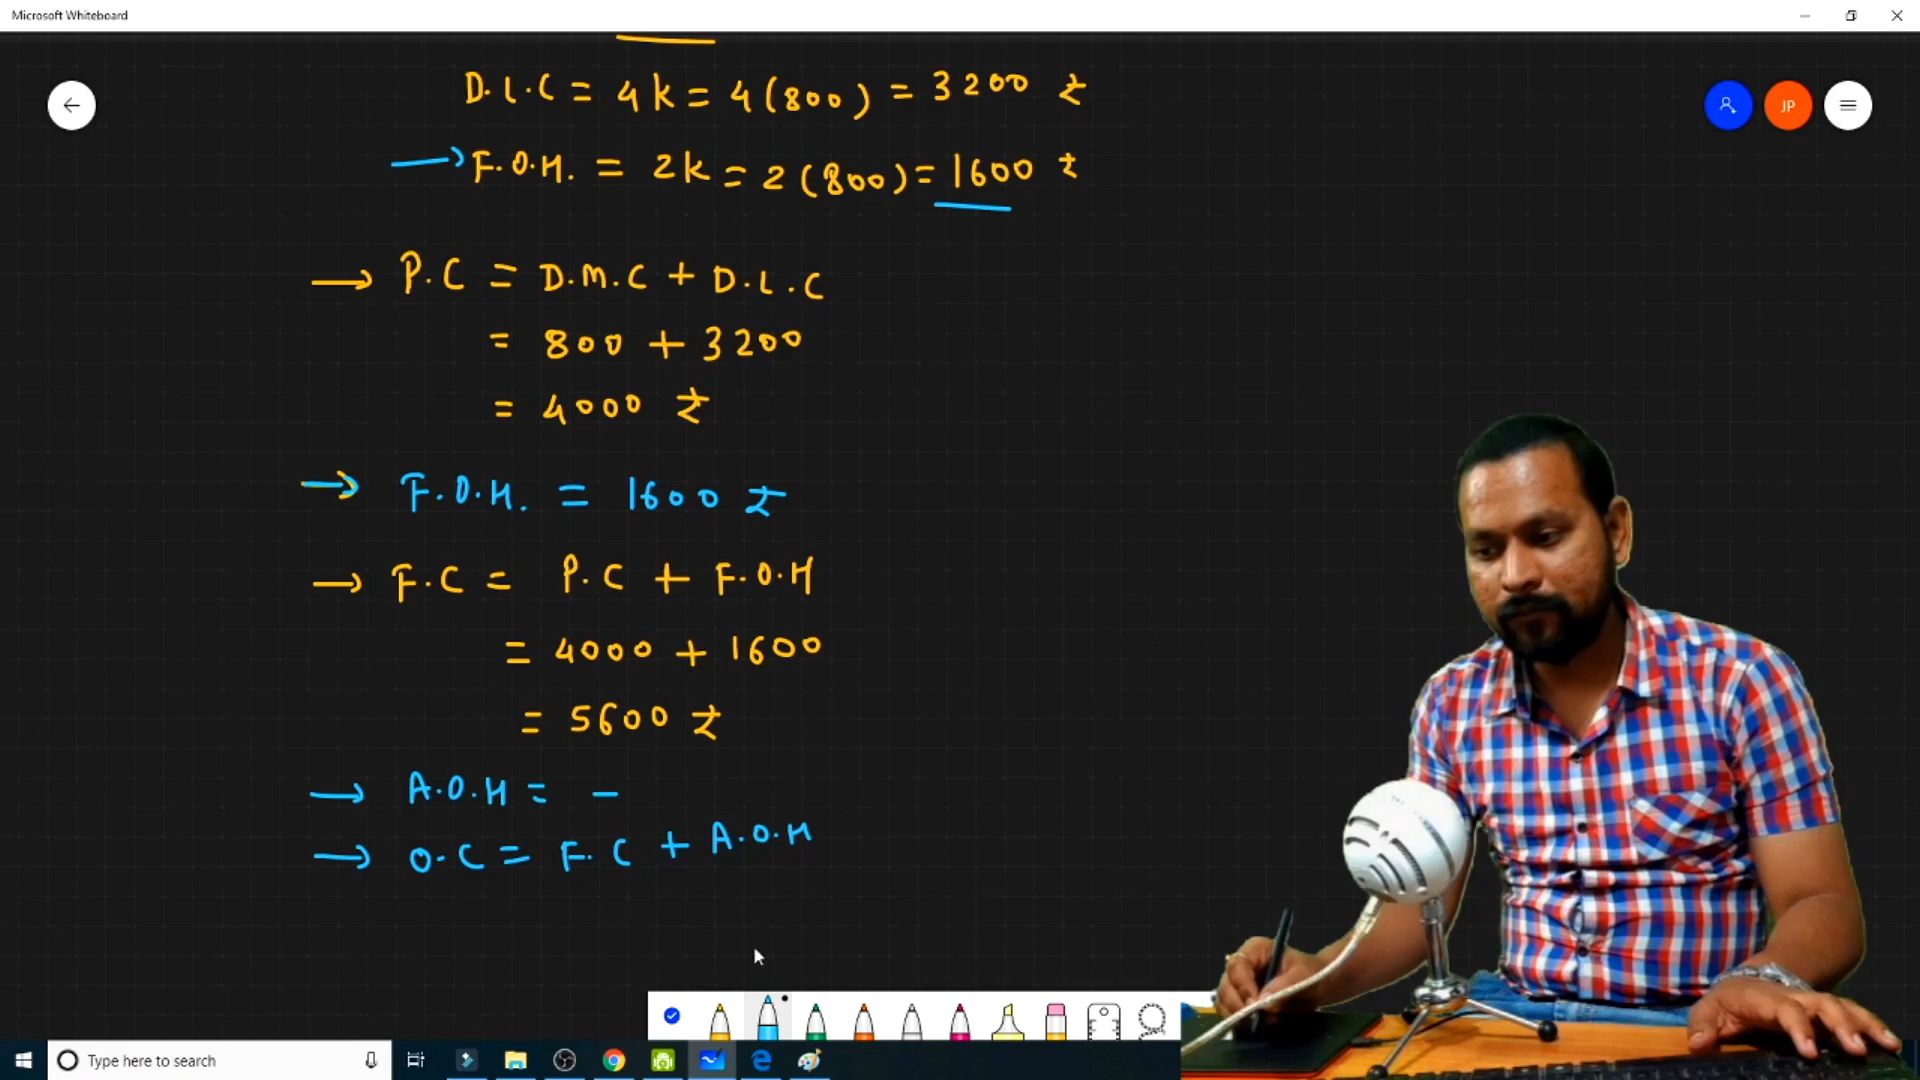 Microsoft Whiteboard
D.L.C = 4k = 4(800) = 3200 ₹
→ F.O.H. = 2k = 2(800) = 1600 ₹
JP
→ P.C = D.M.C + D.L.C
= 800 + 3200
= 4000 ₹
→ F.O.H. = 1600 ₹
→ F.C = P.C + F.O.H
= 4000 + 1600
= 5600 ₹
→ A.O.H = -
→ O.C = F.C + A.O.H
Type here to search